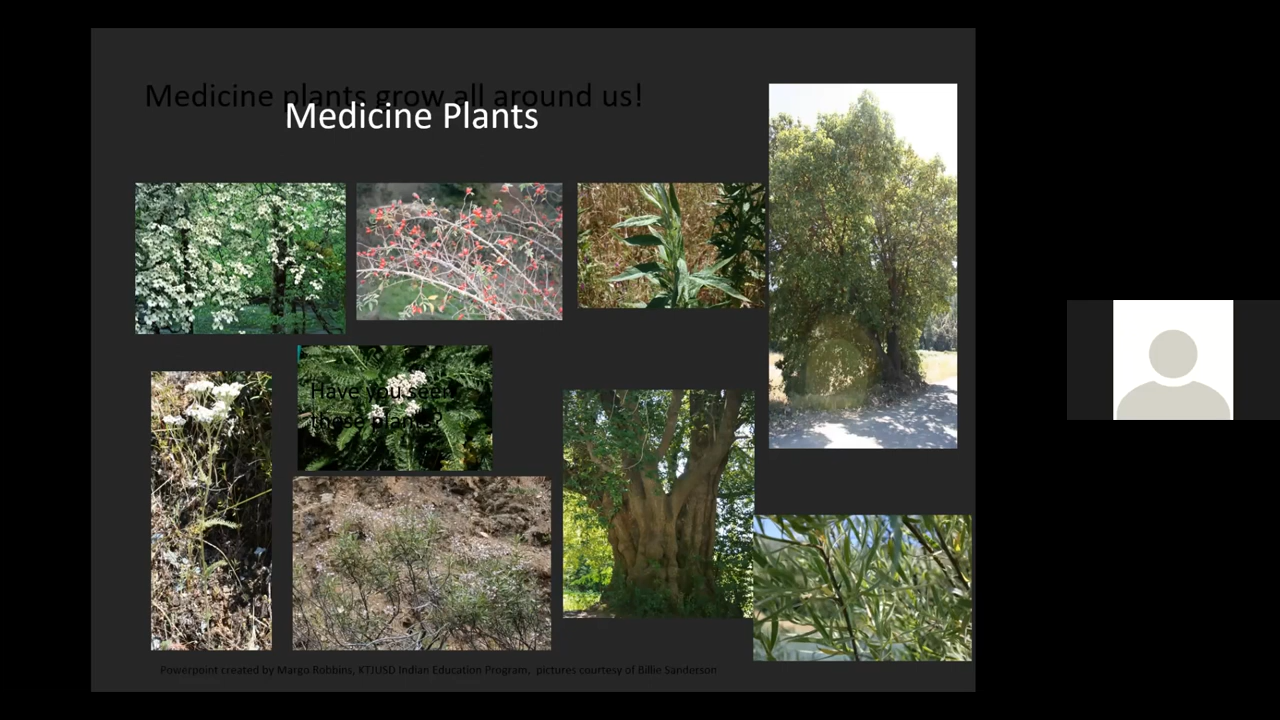 Medicine plants grow all around us!
Medicine Plants
Have you seen
these plants?
Powerpoint created by Margo Robbins, KTJUSD Indian Education Program, pictures courtesy of Billie Sanderson